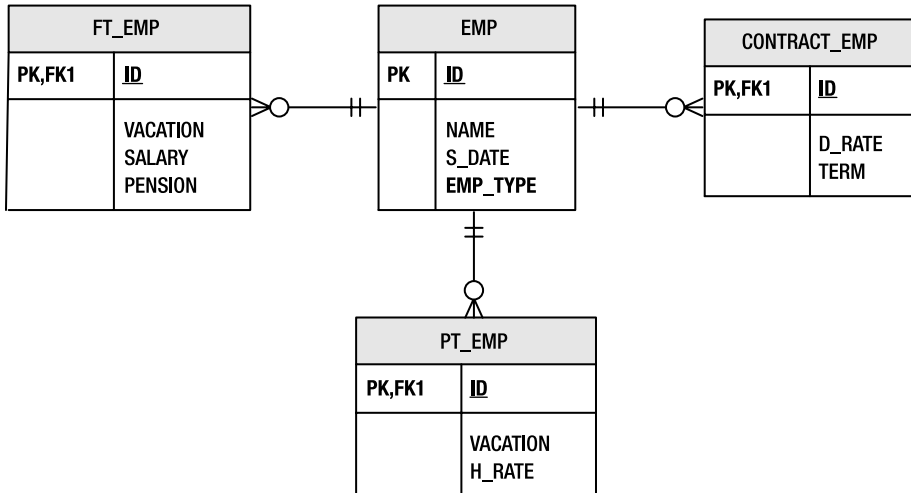 FT_EMP
PK,FK1 ID
VACATION
SALARY
PENSION
EMP
PK ID
NAME
S_DATE
EMP_TYPE
CONTRACT_EMP
PK,FK1 ID
D_RATE
TERM
PT_EMP
PK,FK1 ID
VACATION
H_RATE